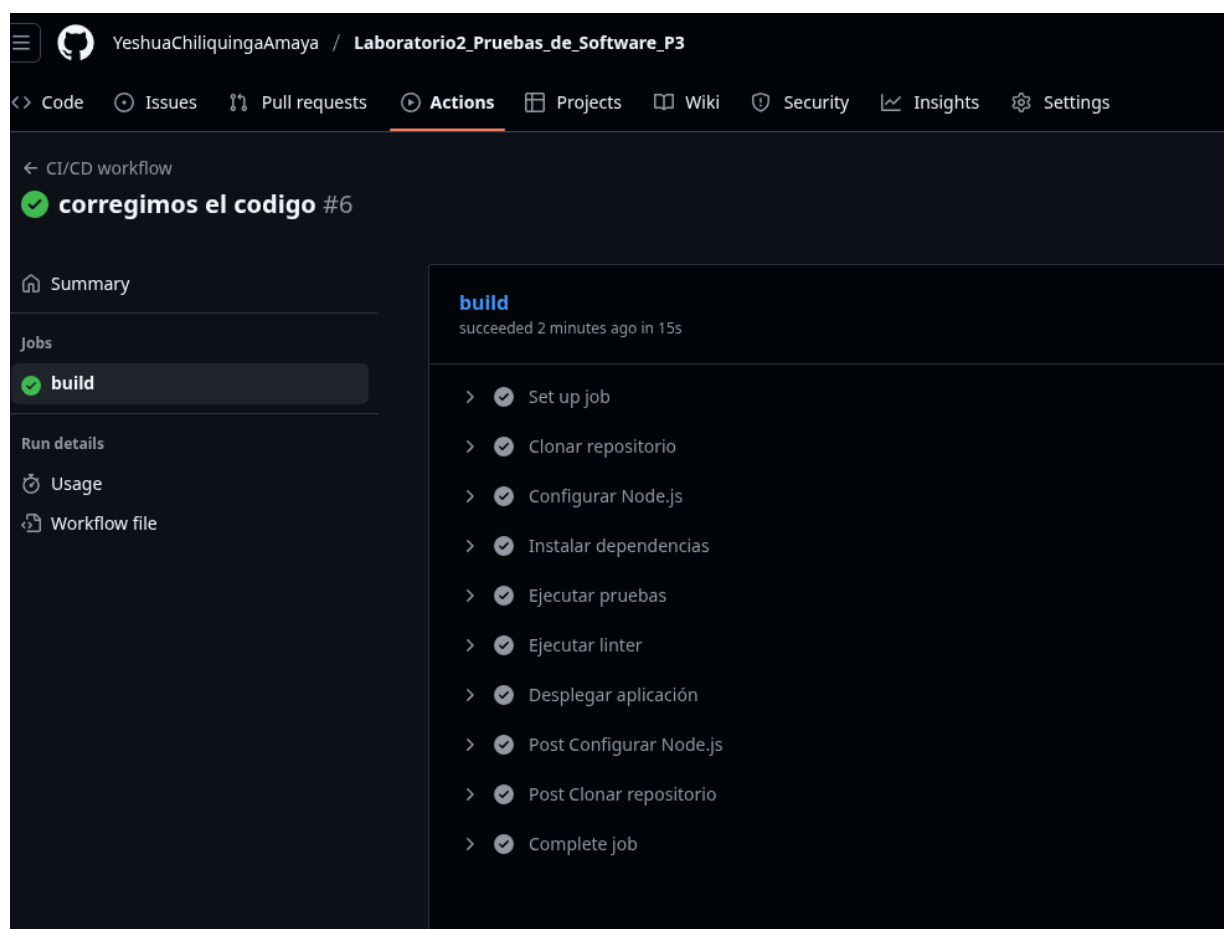 YeshuaChiliquingaAmaya / Laboratorio2_Pruebas_de_Software_P3
<> Code Issues Pull requests Actions Projects Wiki Security Insights Settings
← CI/CD workflow
corregimos el codigo #6
Summary
Jobs
build
Run details
Usage
Workflow file
build
succeeded 2 minutes ago in 15s
Set up job
Clonar repositorio
Configurar Node.js
Instalar dependencias
Ejecutar pruebas
Ejecutar linter
Desplegar aplicación
Post Configurar Node.js
Post Clonar repositorio
Complete job